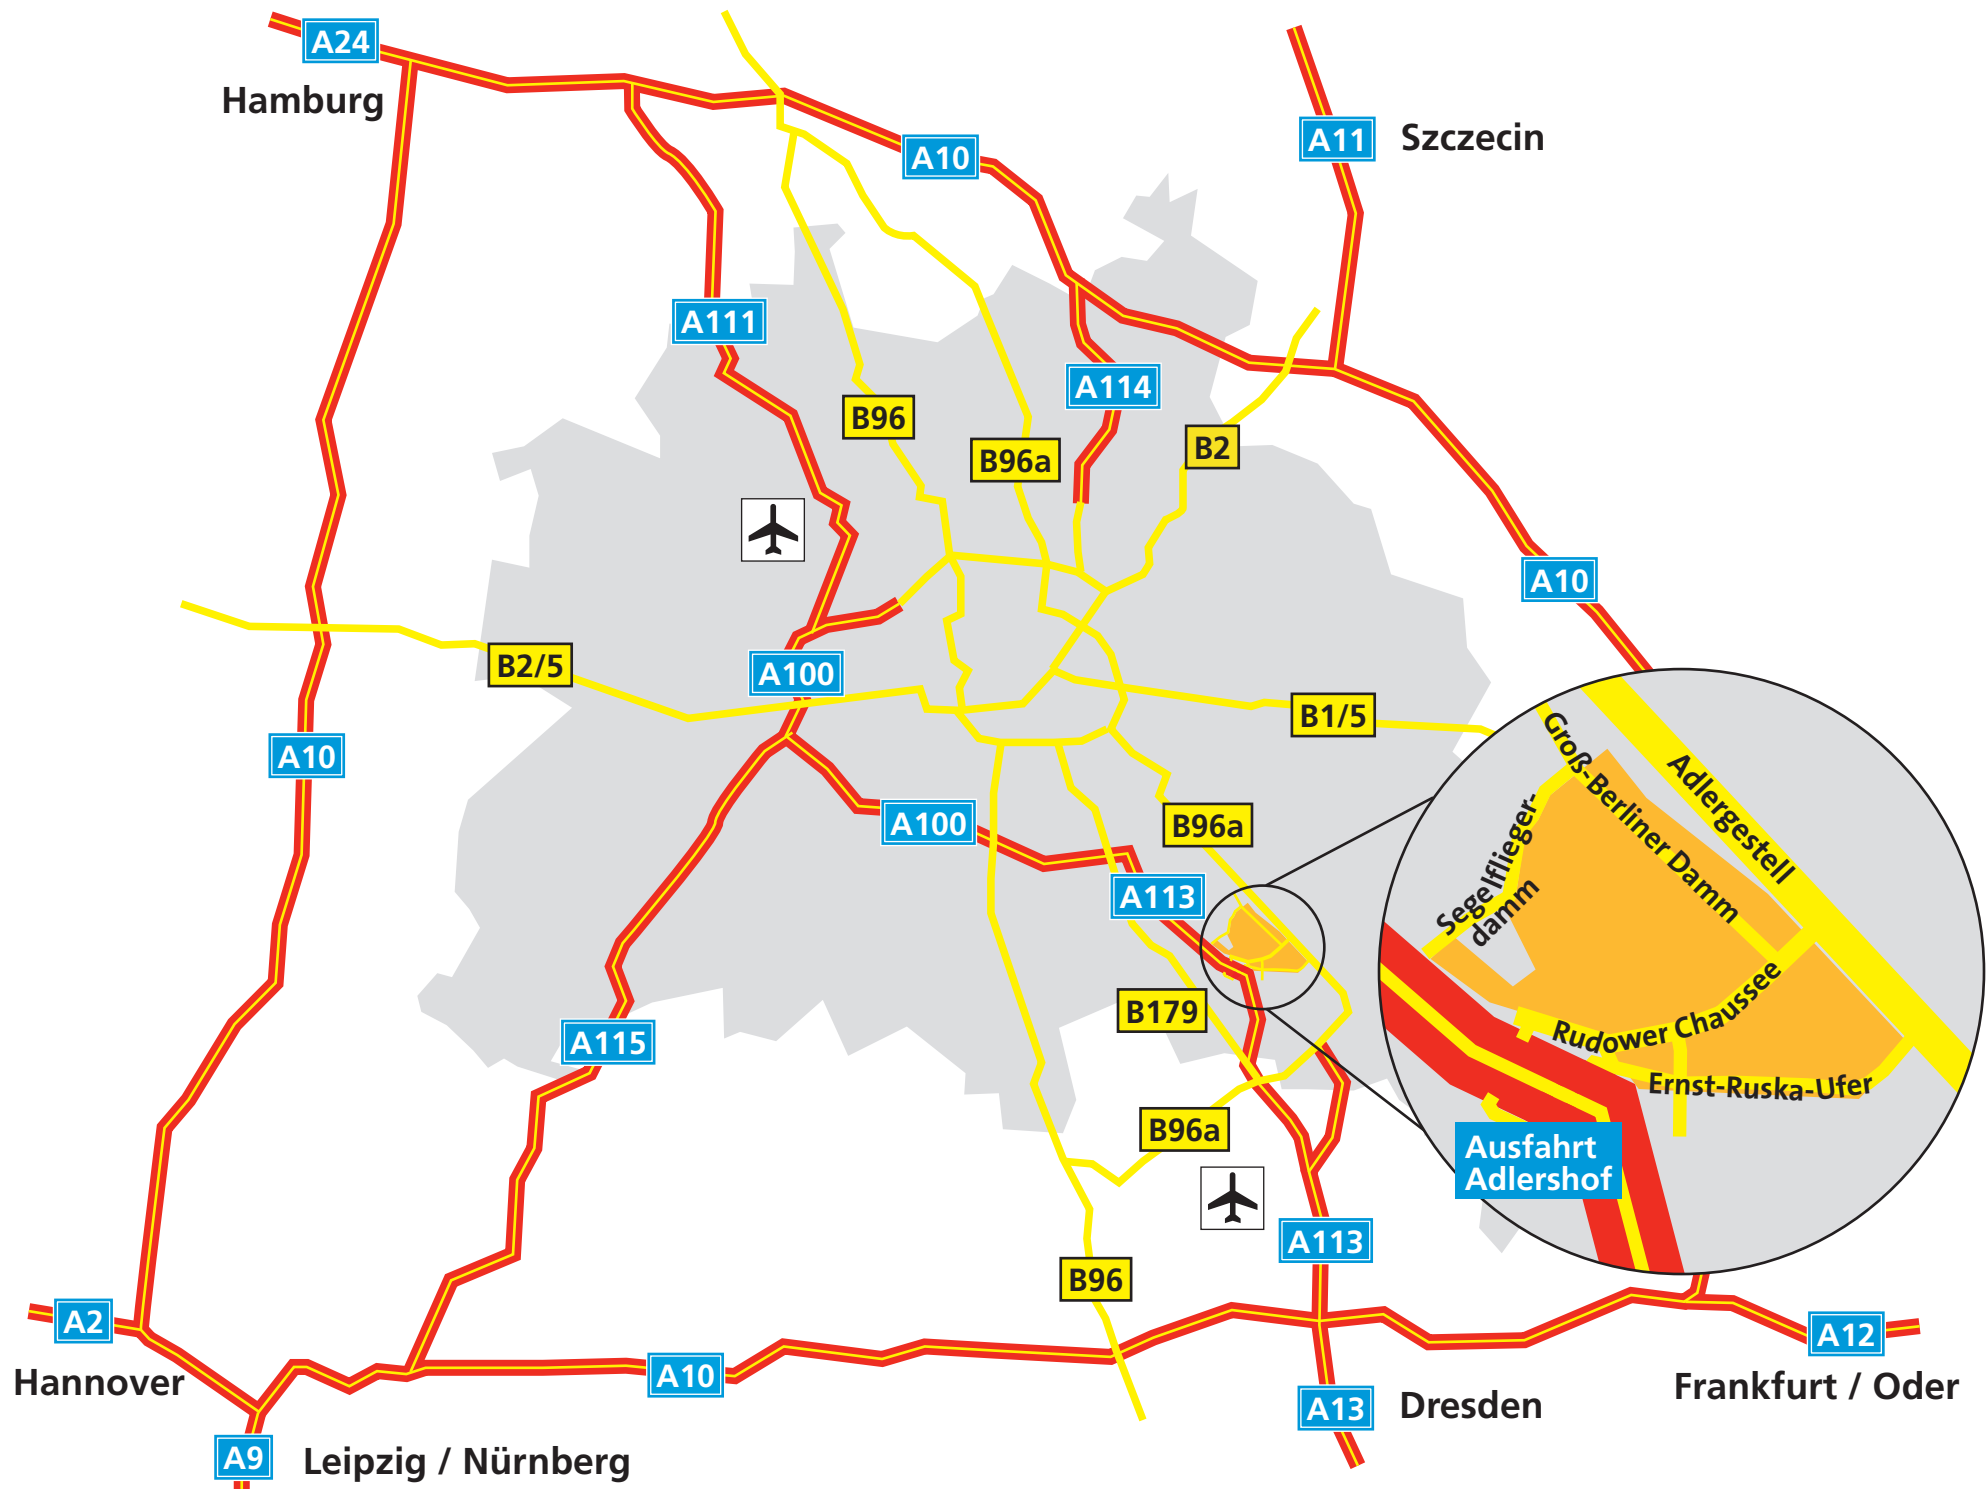 A24
Hamburg
A10
A11
Szczecin
A111
A114
B96
B96a
B2
A10
B2/5
A100
B1/5
A10
A100
B96a
A113
B179
A115
B96a
A113
B96
A2
Hannover
A10
A12
Frankfurt / Oder
A13
Dresden
A9
Leipzig / Nürnberg
Groß-Berliner Damm
Adlergestell
Segelflieger-
damm
Rudower Chaussee
Ernst-Ruska-Ufer
Ausfahrt
Adlershof